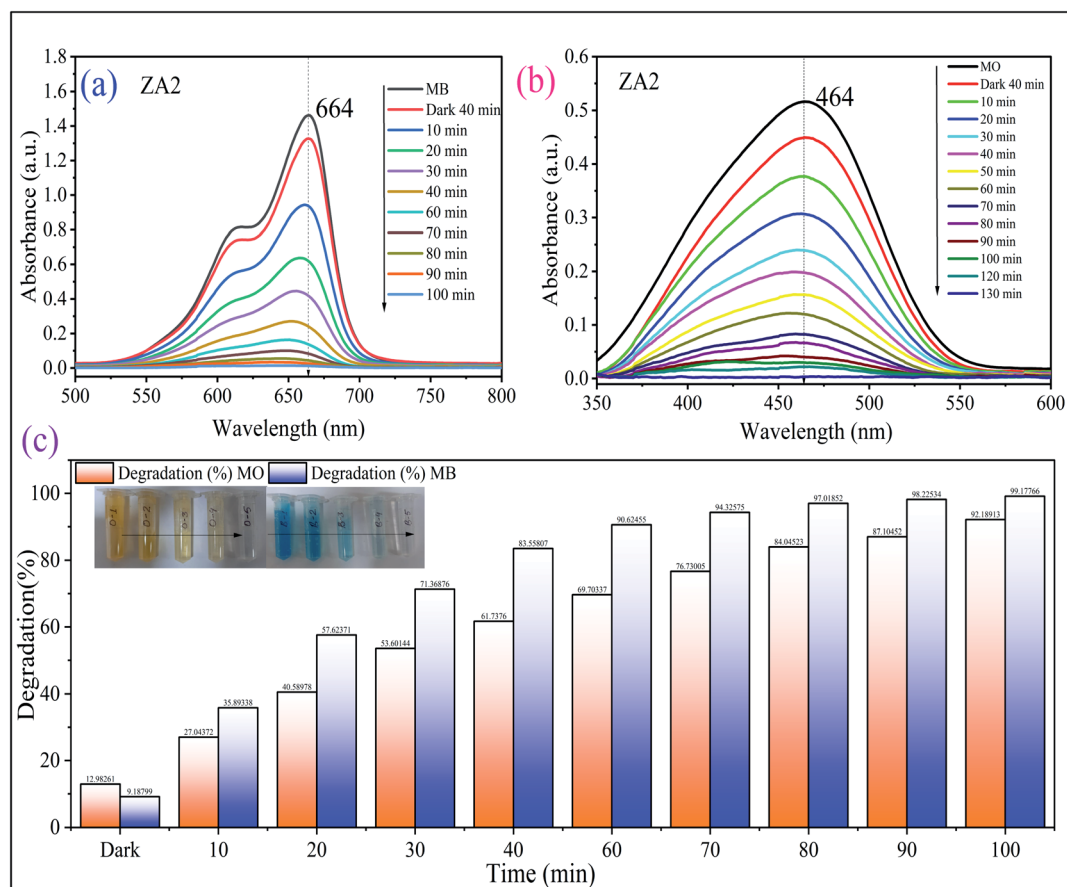 (a)
ZA2
664
MB
Dark 40 min
10 min
20 min
30 min
40 min
60 min
70 min
80 min
90 min
100 min
1.8
1.6
1.4
1.2
1.0
0.8
0.6
0.4
0.2
0.0
Absorbance (a.u.)
500 550 600 650 700 750 800
Wavelength (nm)
(b)
ZA2
464
MO
Dark 40 min
10 min
20 min
30 min
40 min
50 min
60 min
70 min
80 min
90 min
100 min
120 min
130 min
0.6
0.5
0.4
0.3
0.2
0.1
0.0
Absorbance (a.u.)
350 400 450 500 550 600
Wavelength (nm)
(c)
Degradation (%) MO Degradation (%) MB
100
80
60
40
20
0
Degradation(%)
12.98261 9.18799
27.04372 35.89338
40.58978 57.62371
53.60144 71.36876
61.7376 83.55807
69.70337 90.62455
76.73005 94.32575
84.04523 97.01852
87.10452 98.22534
92.18913 99.17766
Dark 10 20 30 40 60 70 80 90 100
Time (min)